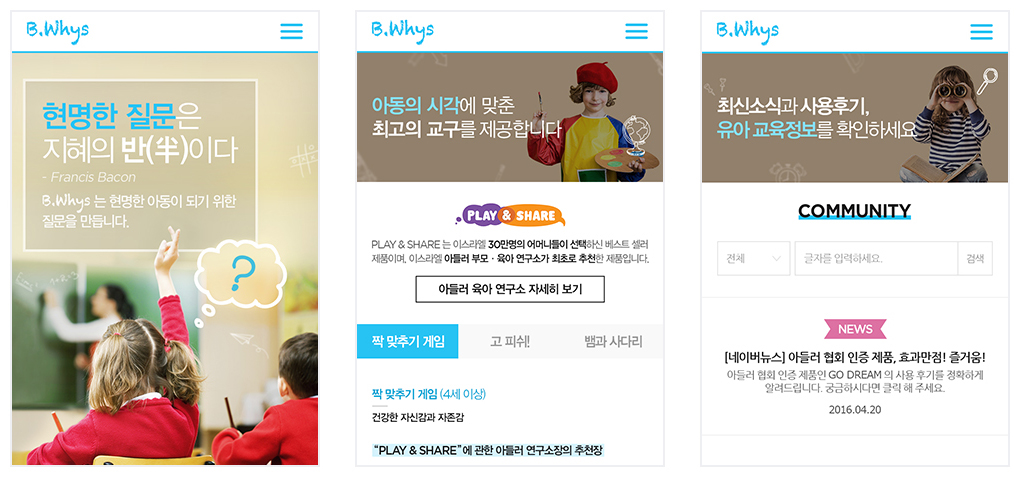 B.Whys
현명한 질문은
지혜의 반(半)이다
- Francis Bacon
B.Whys 는 현명한 아동이 되기 위한
질문을 만듭니다.
?
B.Whys
아동의 시각에 맞춘
최고의 교구를 제공합니다
PLAY & SHARE
PLAY & SHARE 는 이스라엘 30만명의 어머니들이 선택하신 베스트 셀러
제품이며, 이스라엘 아들러 부모 · 육아 연구소가 최초로 추천한 제품입니다.
아들러 육아 연구소 자세히 보기
짝 맞추기 게임
고 피쉬!
뱀과 사다리
짝 맞추기 게임 (4세 이상)
건강한 자신감과 자존감
“PLAY & SHARE”에 관한 아들러 연구소장의 추천장
B.Whys
최신소식과 사용후기,
유아 교육정보를 확인하세요
COMMUNITY
전체
글자를 입력하세요.
검색
NEWS
[네이버뉴스] 아들러 협회 인증 제품, 효과만점! 즐거움!
아들러 협회 인증 제품인 GO DREAM 의 사용 후기를 정확하게
알려드립니다. 궁금하시다면 클릭 해 주세요.
2016.04.20